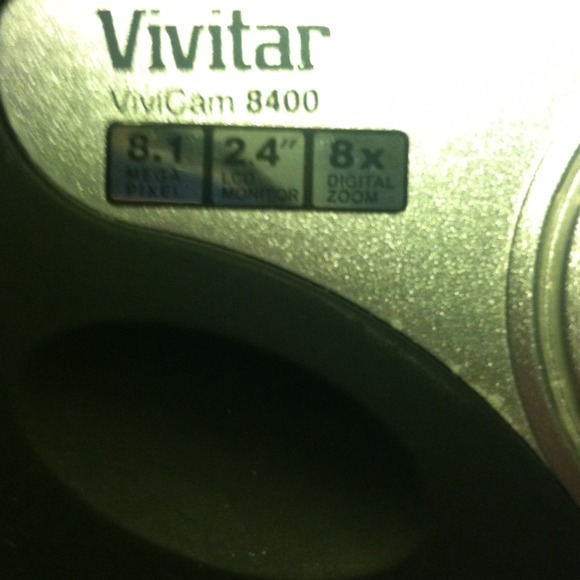 Vivitar
ViviCam 8400
8.1 2.4" 8x
MEGA LCD DIGITAL
PIXEL MONITOR ZOOM